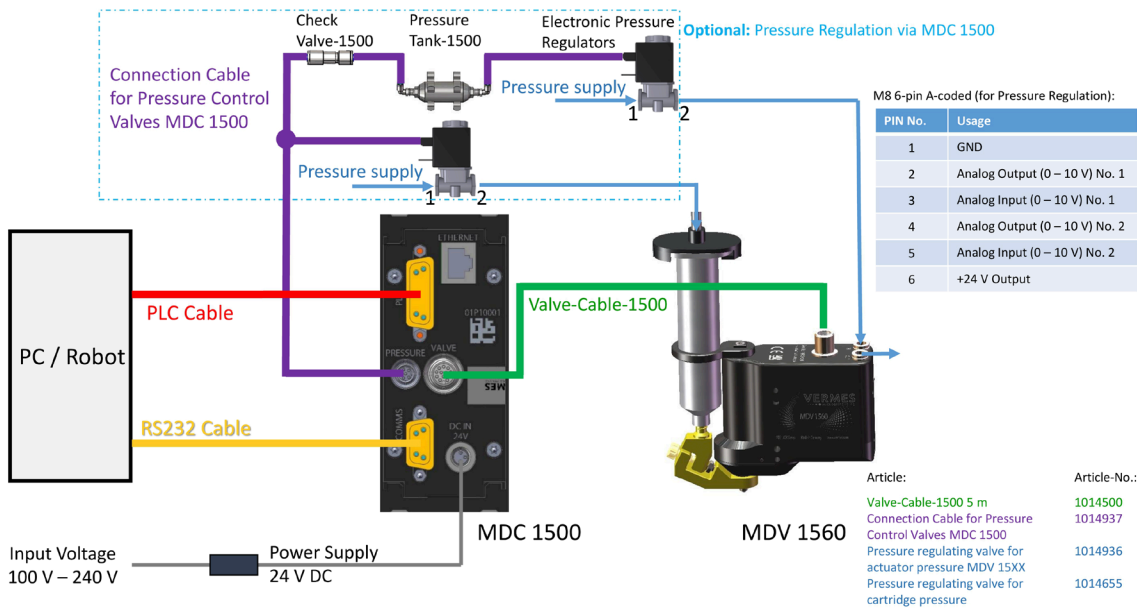 Check
Valve-1500
Pressure
Tank-1500
Electronic Pressure
Regulators
Optional: Pressure Regulation via MDC 1500
Connection Cable
for Pressure Control
Valves MDC 1500
Pressure supply
1
2
Pressure supply
1
2
M8 6-pin A-coded (for Pressure Regulation):
PIN No. Usage
1 GND
2 Analog Output (0 – 10 V) No. 1
3 Analog Input (0 – 10 V) No. 1
4 Analog Output (0 – 10 V) No. 2
5 Analog Input (0 – 10 V) No. 2
6 +24 V Output
PC / Robot
PLC Cable
RS232 Cable
ETHERNET
01P10001
PRESSURE
VALVE
MES
COMMS
DC IN
24V
MDC 1500
Valve-Cable-1500
VERMES
MDV 1560
MDV 1560
Input Voltage
100 V – 240 V
Power Supply
24 V DC
Article: Article-No.:
Valve-Cable-1500 5 m 1014500
Connection Cable for Pressure 1014937
Control Valves MDC 1500
Pressure regulating valve for 1014936
actuator pressure MDV 15XX
Pressure regulating valve for 1014655
cartridge pressure